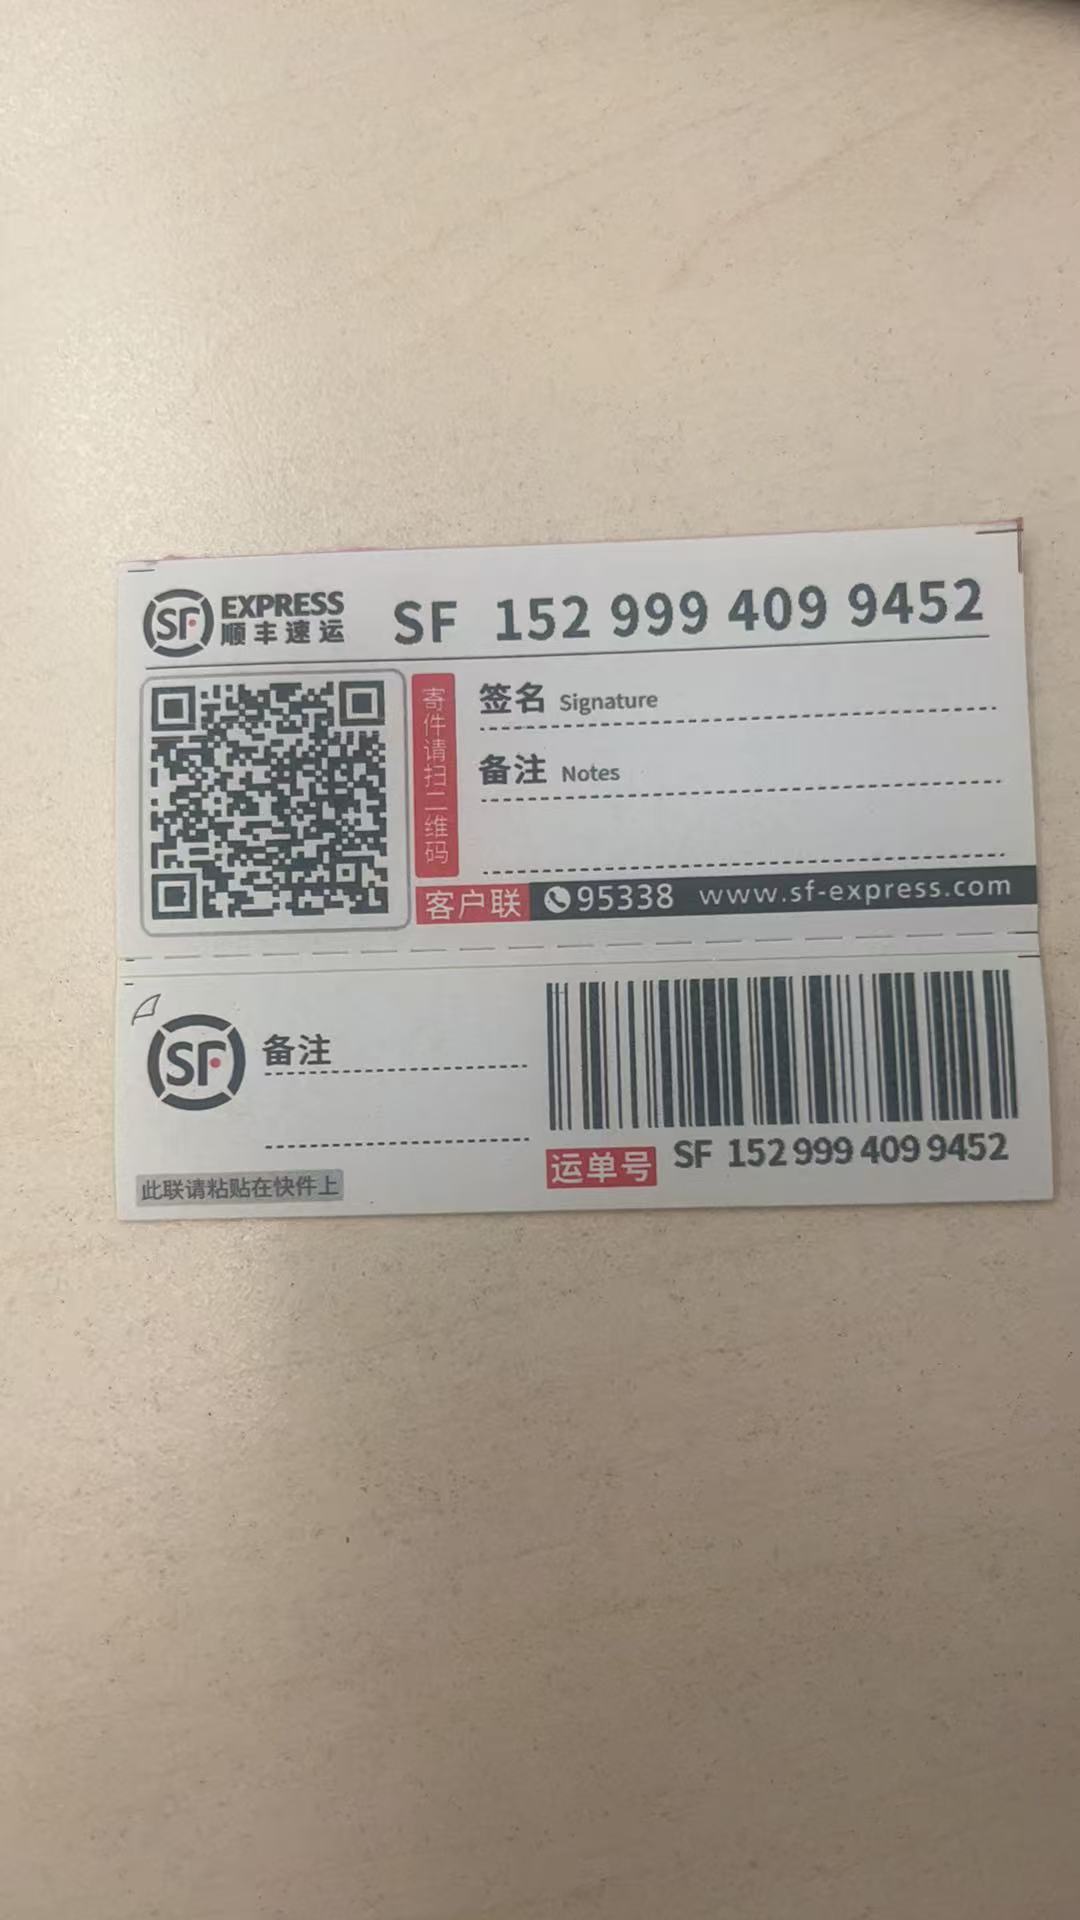 SF EXPRESS
顺丰速运
SF 152 999 409 9452
寄件请扫二维码
签名 Signature
备注 Notes
客户联 95338 www.sf-express.com
SF 备注
运单号 SF 152 999 409 9452
此联请粘贴在快件上